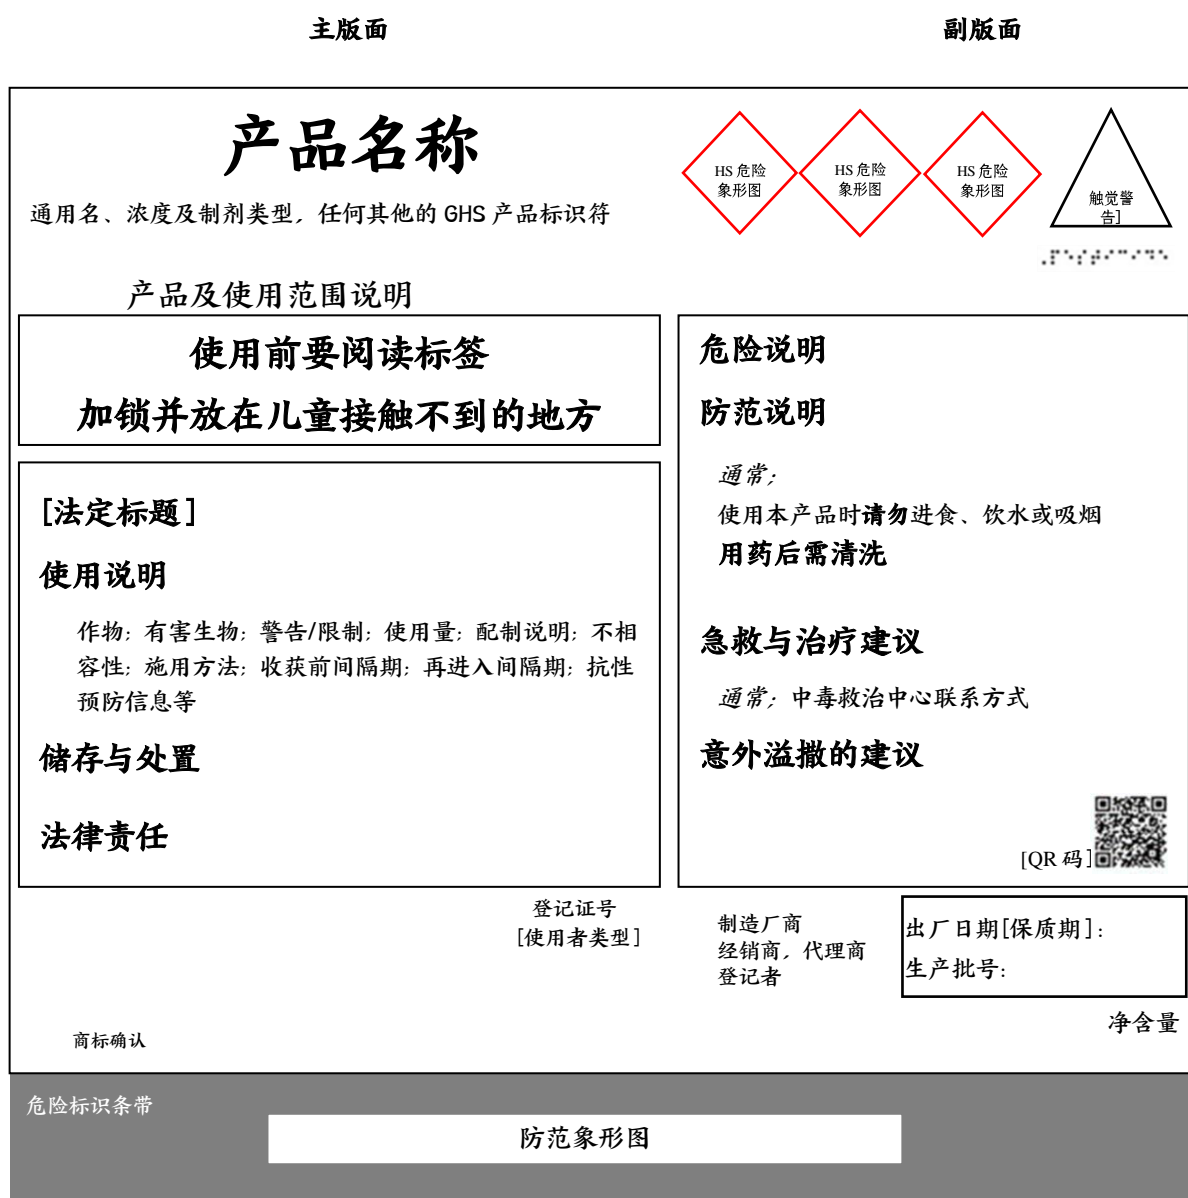 主版面
副版面
产品名称
通用名、浓度及制剂类型，任何其他的 GHS 产品标识符
产品及使用范围说明
HS 危险
象形图
HS 危险
象形图
HS 危险
象形图
触觉警
告]
使用前要阅读标签
加锁并放在儿童接触不到的地方
[法定标题]
使用说明
作物；有害生物；警告/限制；使用量；配制说明；不相
容性；施用方法；收获前间隔期；再进入间隔期；抗性
预防信息等
储存与处置
法律责任
危险说明
防范说明
通常；
使用本产品时请勿进食、饮水或吸烟
用药后需清洗
急救与治疗建议
通常；中毒救治中心联系方式
意外溢撒的建议
[QR 码]
登记证号
[使用者类型]
商标确认
制造厂商
经销商，代理商
登记者
出厂日期[保质期]：
生产批号：
净含量
危险标识条带
防范象形图